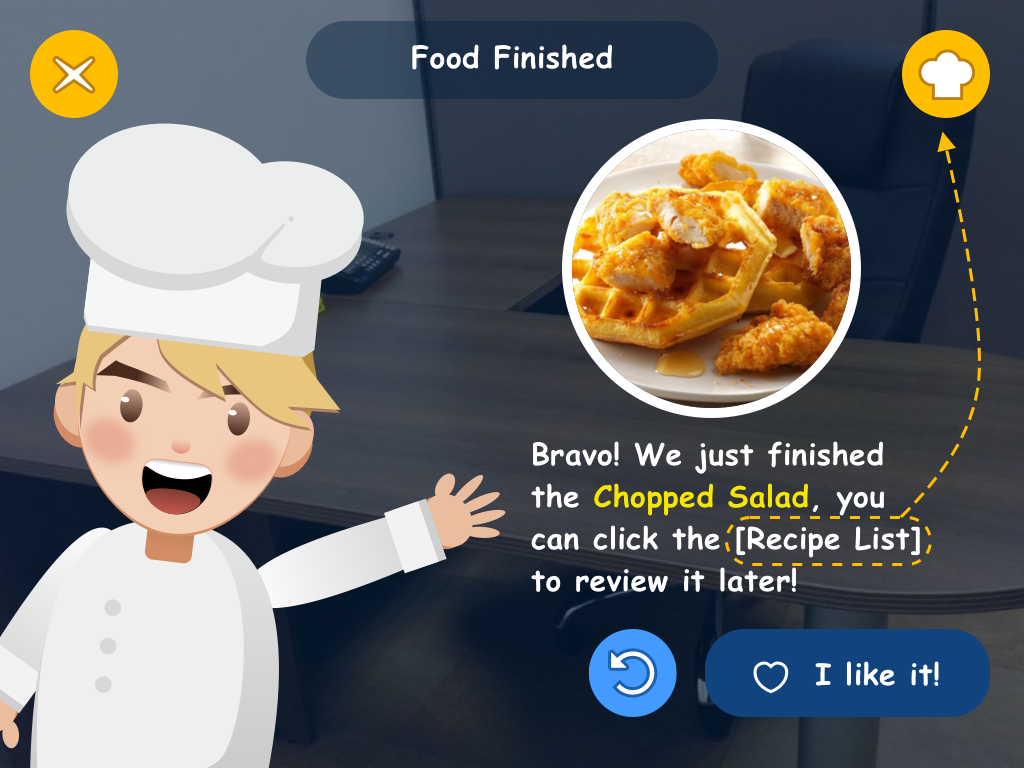 Food Finished
Bravo! We just finished
the Chopped Salad, you
can click the [Recipe List]
to review it later!
I like it!